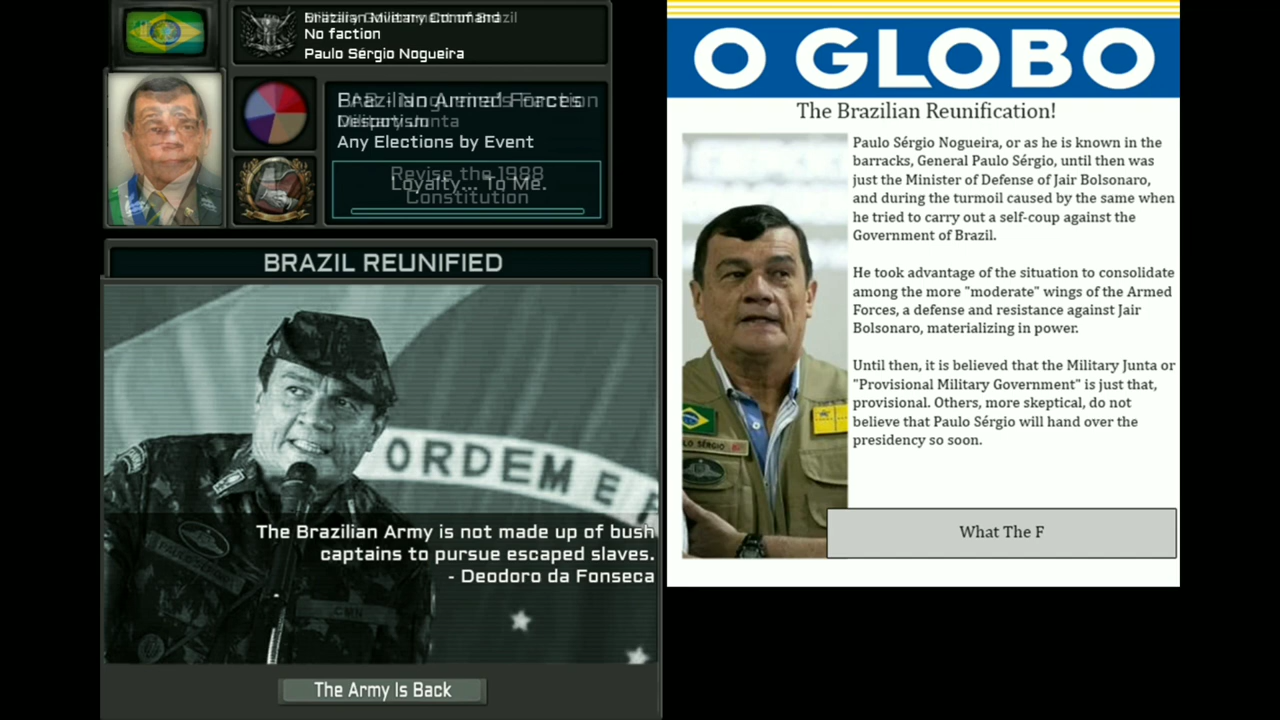 No faction
Paulo Sérgio Nogueira
Any Elections by Event
Revise the 1988
Loyalty... To Me.
Constitution
BRAZIL REUNIFIED
ORDEM E P
CMN
The Brazilian Army is not made up of bush
captains to pursue escaped slaves.
- Deodoro da Fonseca
The Army Is Back
O GLOBO
The Brazilian Reunification!
Paulo Sérgio Nogueira, or as he is known in the
barracks, General Paulo Sérgio, until then was
just the Minister of Defense of Jair Bolsonaro,
and during the turmoil caused by the same when
he tried to carry out a self-coup against the
Government of Brazil.
He took advantage of the situation to consolidate
among the more "moderate" wings of the Armed
Forces, a defense and resistance against Jair
Bolsonaro, materializing in power.
Until then, it is believed that the Military Junta or
"Provisional Military Government" is just that,
provisional. Others, more skeptical, do not
believe that Paulo Sérgio will hand over the
presidency so soon.
LO SÉRGIO
What The F